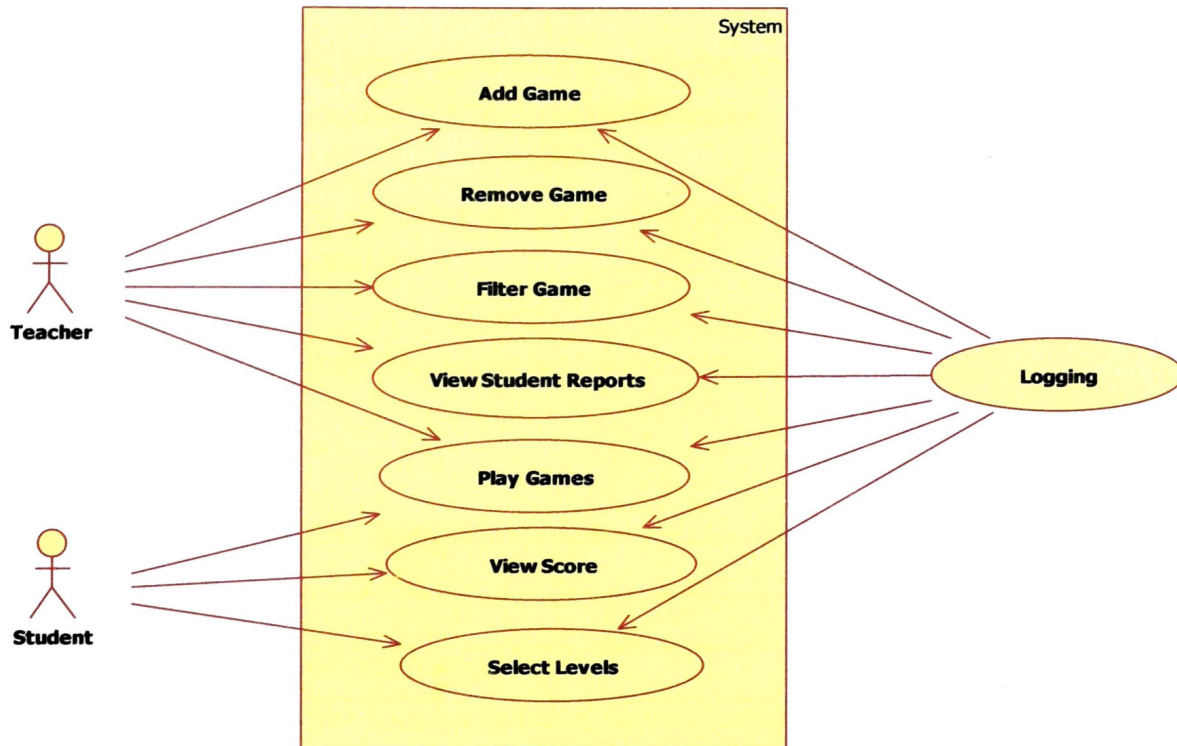 System
Add Game
Remove Game
Filter Game
Teacher
View Student Reports
Logging
Play Games
View Score
Student
Select Levels